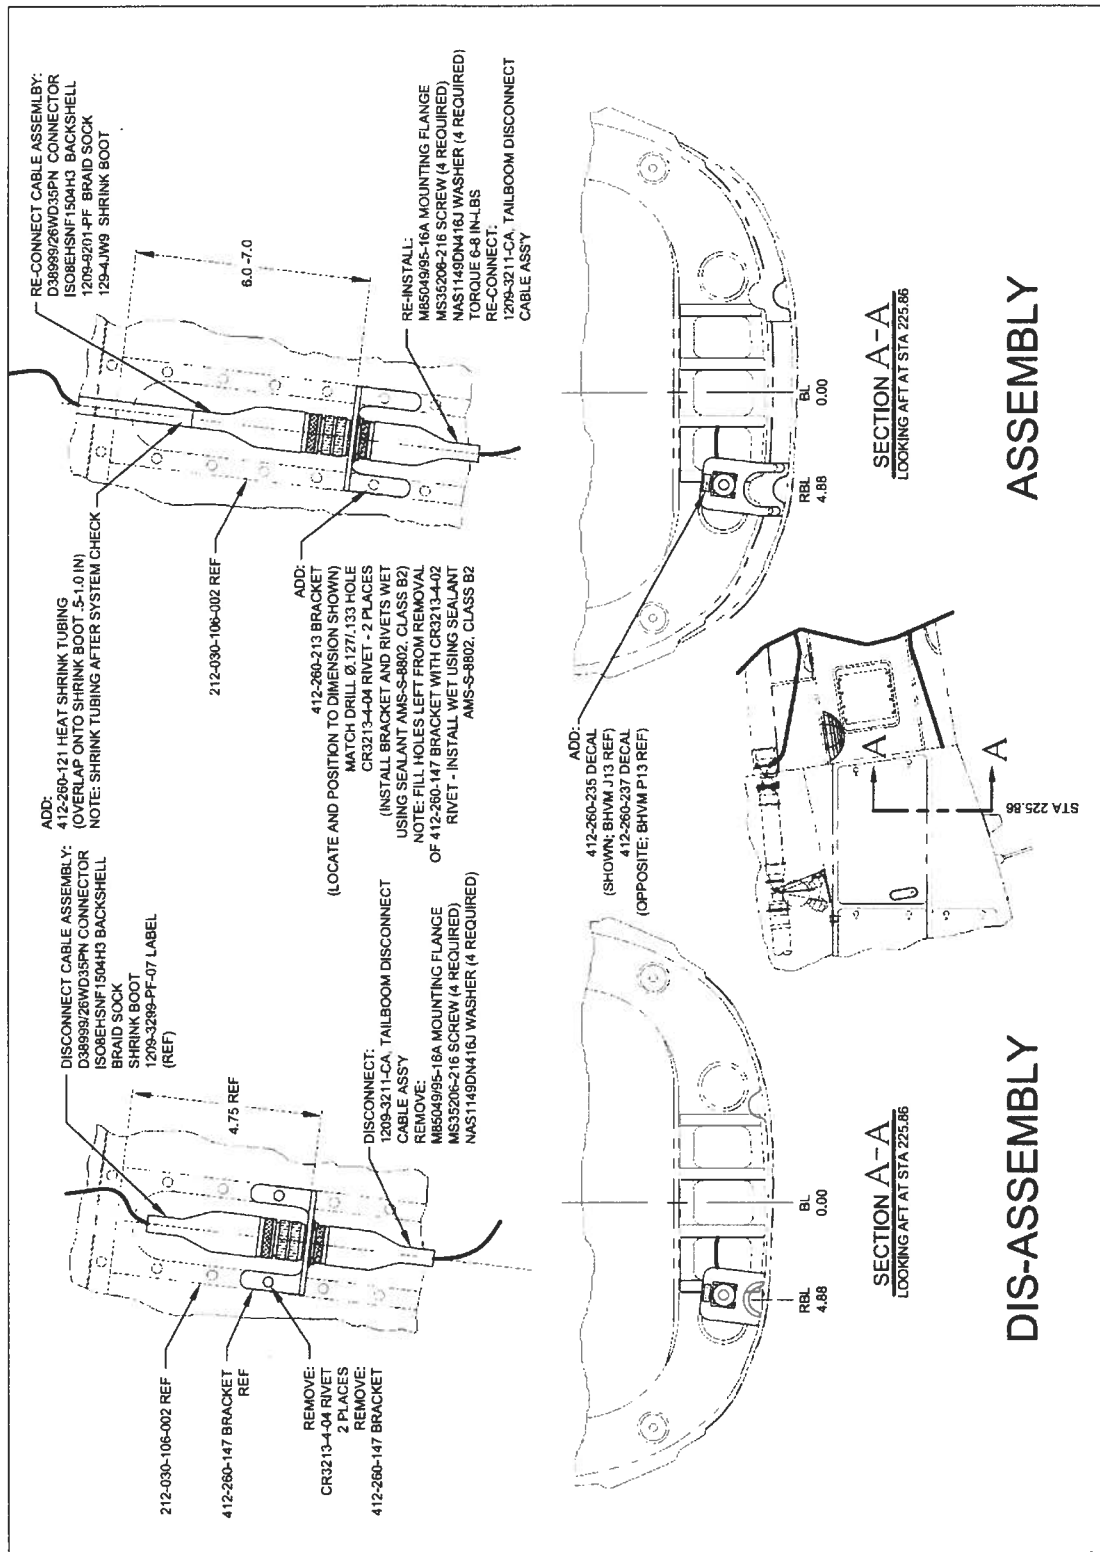 DISCONNECT CABLE ASSEMBLY:
D38999/26WD35PN CONNECTOR
ISO8EHSNF1504H3 BACKSHELL
BRAID SOCK
SHRINK BOOT
1209-3299-PF-07 LABEL
(REF)
4.75 REF
212-030-106-002 REF
412-260-147 BRACKET
REF
REMOVE:
CR3213-4-04 RIVET
2 PLACES
REMOVE:
412-260-147 BRACKET
DISCONNECT:
1209-3211-CA, TAILBOOM DISCONNECT
CABLE ASS'Y
REMOVE:
M85049/95-16A MOUNTING FLANGE
MS35206-216 SCREW (4 REQUIRED)
NAS1149DN416J WASHER (4 REQUIRED)
ADD:
412-260-121 HEAT SHRINK TUBING
(OVERLAP ONTO SHRINK BOOT .5-1.0 IN)
NOTE: SHRINK TUBING AFTER SYSTEM CHECK
RE-CONNECT CABLE ASSEMLBY:
D38999/26WD35PN CONNECTOR
ISO8EHSNF1504H3 BACKSHELL
1209-9201-PF BRAID SOCK
129-4JW9 SHRINK BOOT
6.0 -7.0
212-030-106-002 REF
ADD:
412-260-213 BRACKET
(LOCATE AND POSITION TO DIMENSION SHOWN)
MATCH DRILL Ø.127/.133 HOLE
CR3213-4-04 RIVET - 2 PLACES
(INSTALL BRACKET AND RIVETS WET
USING SEALANT AMS-S-8802, CLASS B2)
NOTE: FILL HOLES LEFT FROM REMOVAL
OF 412-260-147 BRACKET WITH CR3213-4-02
RIVET - INSTALL WET USING SEALANT
AMS-S-8802, CLASS B2
RE-INSTALL:
M85049/95-16A MOUNTING FLANGE
MS35206-216 SCREW (4 REQUIRED)
NAS1149DN416J WASHER (4 REQUIRED)
TORQUE 6-8 IN-LBS
RE-CONNECT:
1209-3211-CA, TAILBOOM DISCONNECT
CABLE ASS'Y
RBL
4.88
BL
0.00
SECTION A-A
LOOKING AFT AT STA 225.86
DIS-ASSEMBLY
A
A
STA 225.86
ADD:
412-260-235 DECAL
(SHOWN; BHVM J13 REF)
412-260-237 DECAL
(OPPOSITE; BHVM P13 REF)
RBL
4.88
BL
0.00
SECTION A-A
LOOKING AFT AT STA 225.86
ASSEMBLY